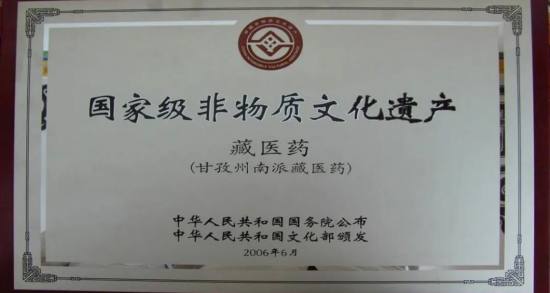 国家级非物质文化遗产
藏医药
(甘孜州南派藏医药)
中华人民共和国国务院公布
中华人民共和国文化部颁发
2006年6月